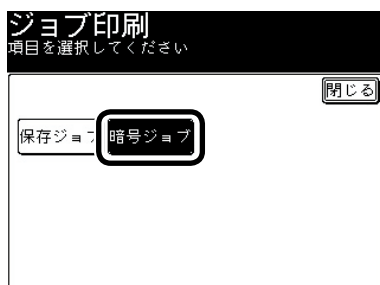 ジョブ印刷
項目を選択してください
閉じる
保存ジョブ
暗号ジョブ